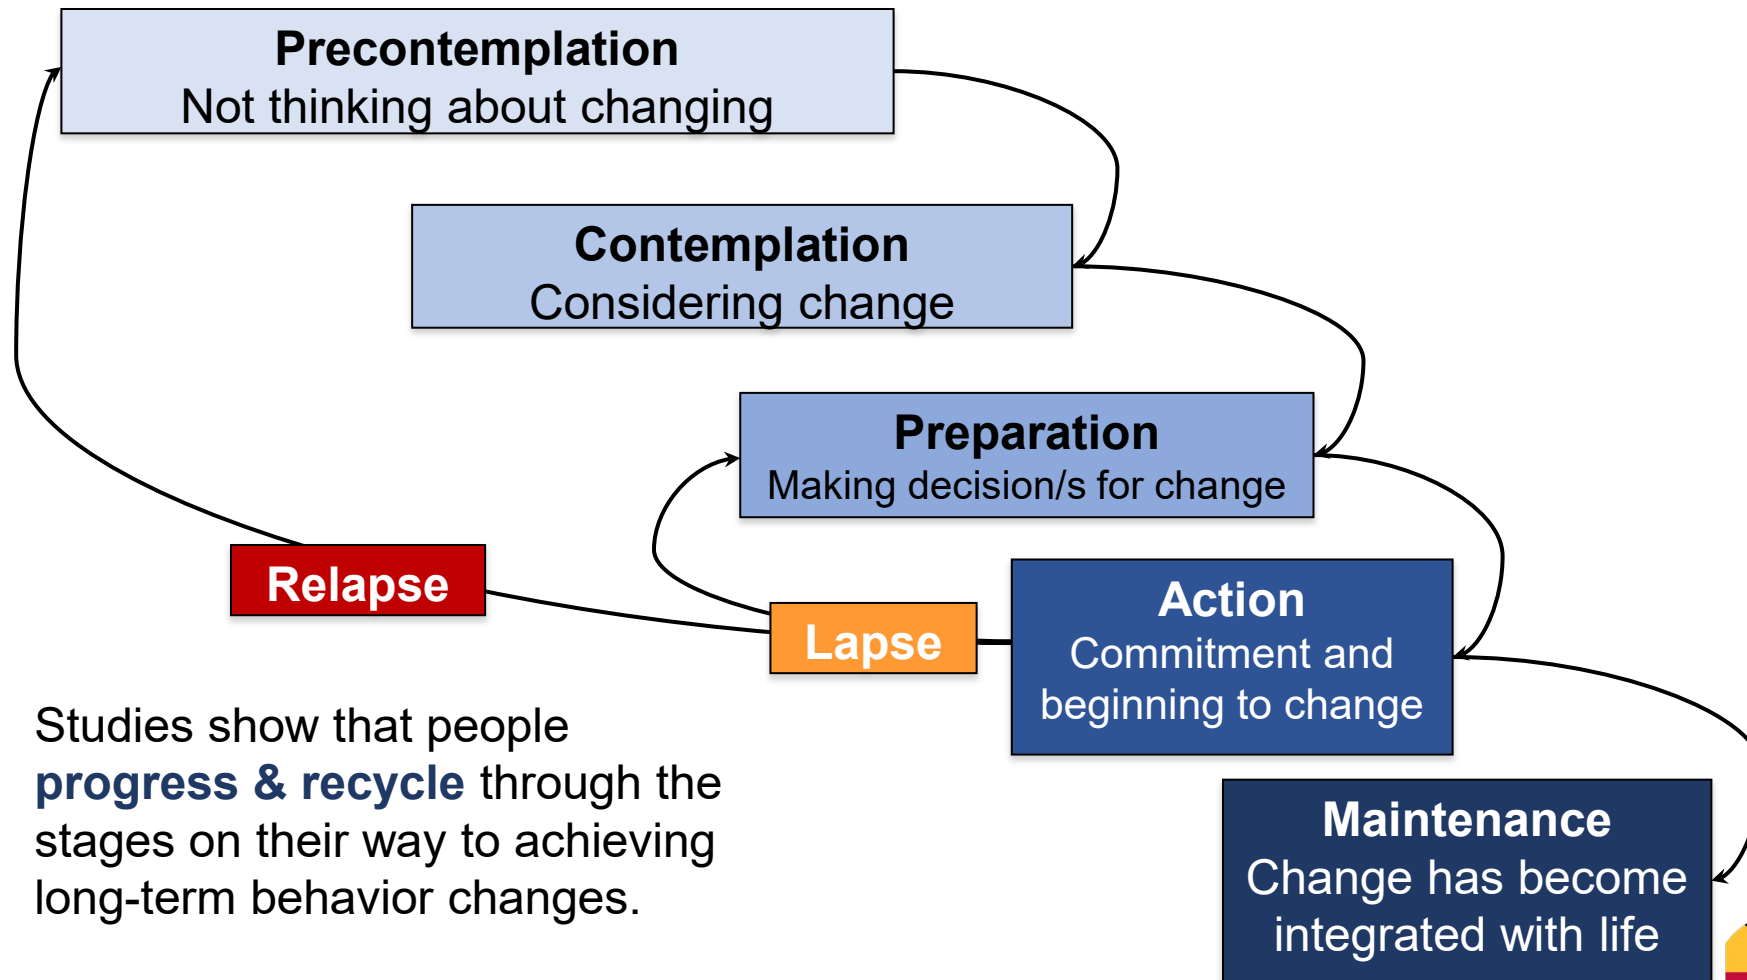 Precontemplation
Not thinking about changing
Contemplation
Considering change
Preparation
Making decision/s for change
Relapse
Lapse
Action
Commitment and
beginning to change
Studies show that people
progress & recycle through the
stages on their way to achieving
long-term behavior changes.
Maintenance
Change has become
integrated with life